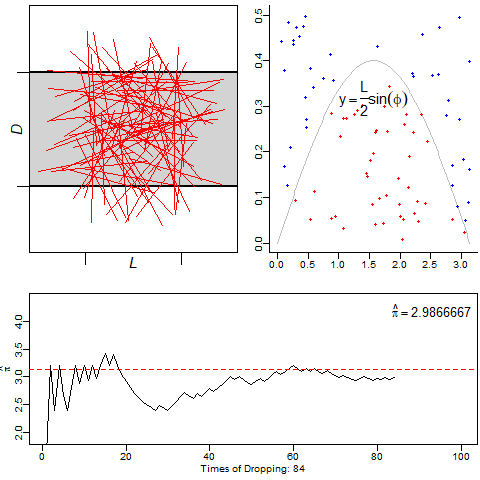 D
L
0.0 0.1 0.2 0.3 0.4 0.5
y = L/2 sin(ϕ)
0.0 0.5 1.0 1.5 2.0 2.5 3.0
π̂ = 2.9866667
π̂
2.0 2.5 3.0 3.5 4.0
0 20 40 60 80 100
Times of Dropping: 84